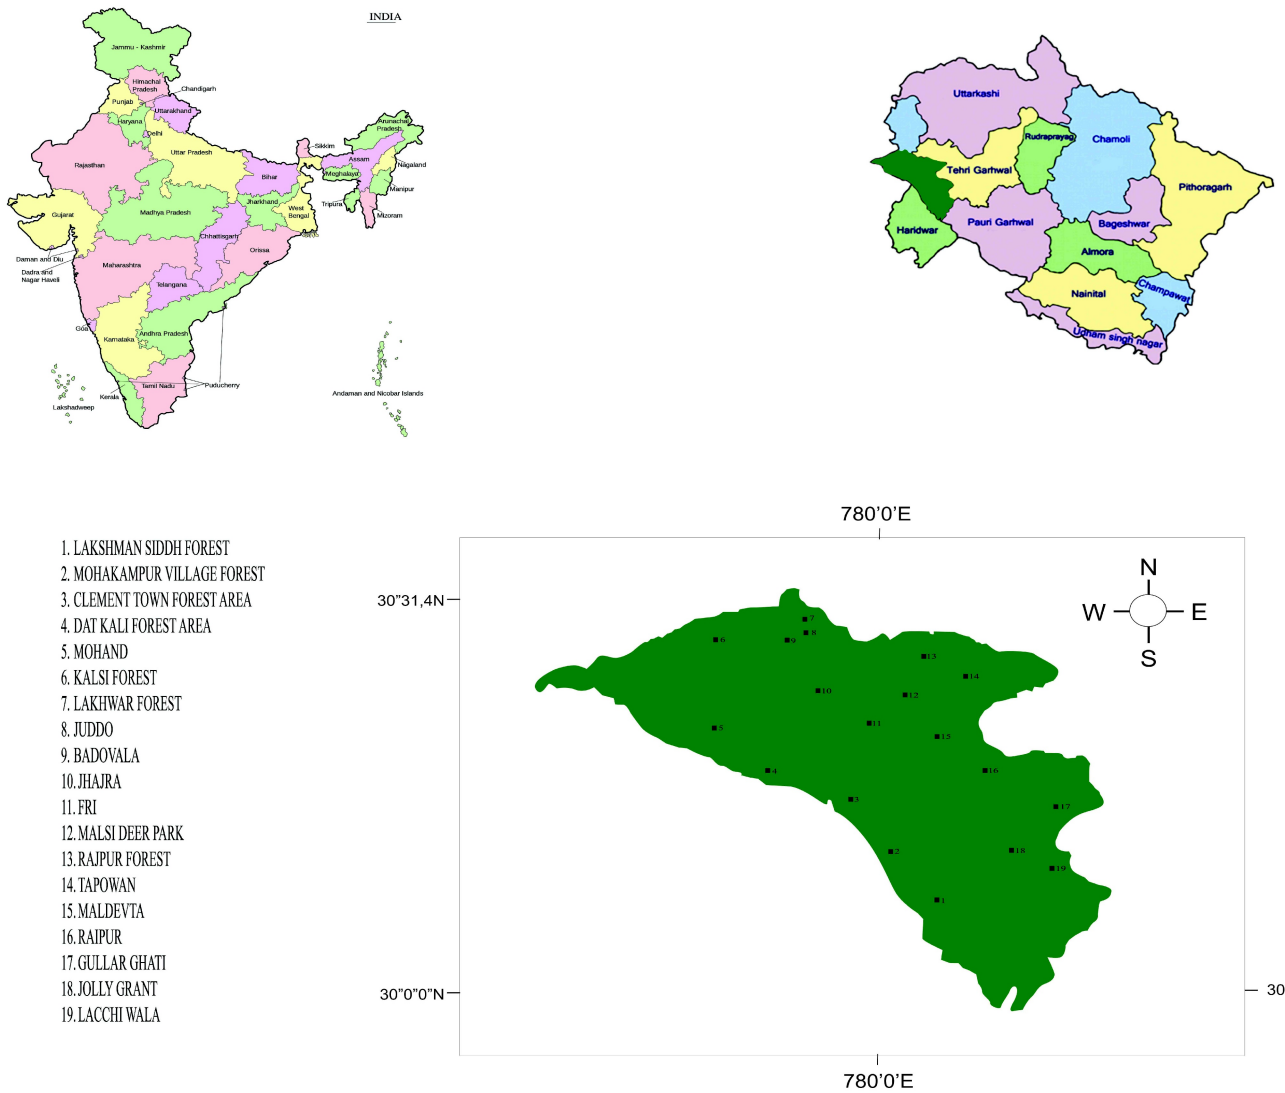 INDIA
Jammu - Kashmir
Himachal
Pradesh
Punjab
Chandigarh
Uttarakhand
Haryana
Delhi
Arunachal
Pradesh
Sikkim
Uttar Pradesh
Rajasthan
Assam
Nagaland
Bihar
Meghalaya
Manipur
Jharkhand
West
Bengal
Tripura
Mizoram
Gujarat
Madhya Pradesh
Chhattisgarh
Orissa
Daman and Diu
Dadra and
Nagar Haveli
Maharashtra
Telangana
Goa
Karnataka
Andhra Pradesh
Puducherry
Tamil Nadu
Kerala
Lakshadweep
Andaman and Nicobar Islands
Uttarkashi
Rudraprayag
Chamoli
Tehri Garhwal
Pithoragarh
Pauri Garhwal
Bageshwar
Haridwar
Almora
Nainital
Champawat
Udham singh nagar
1. LAKSHMAN SIDDH FOREST
2. MOHAKAMPUR VILLAGE FOREST
3. CLEMENT TOWN FOREST AREA
4. DAT KALI FOREST AREA
5. MOHAND
6. KALSI FOREST
7. LAKHWAR FOREST
8. JUDDO
9. BADOVALA
10. JHAJRA
11. FRI
12. MALSI DEER PARK
13. RAJPUR FOREST
14. TAPOWAN
15. MALDEVTA
16. RAIPUR
17. GULLAR GHATI
18. JOLLY GRANT
19. LACCHI WALA
780'0'E
30"31,4N
N
W E
S
7
8
6
9
13
14
10
12
11
5
15
4
16
3
17
2
18
19
1
30"0"0"N
30
780'0'E